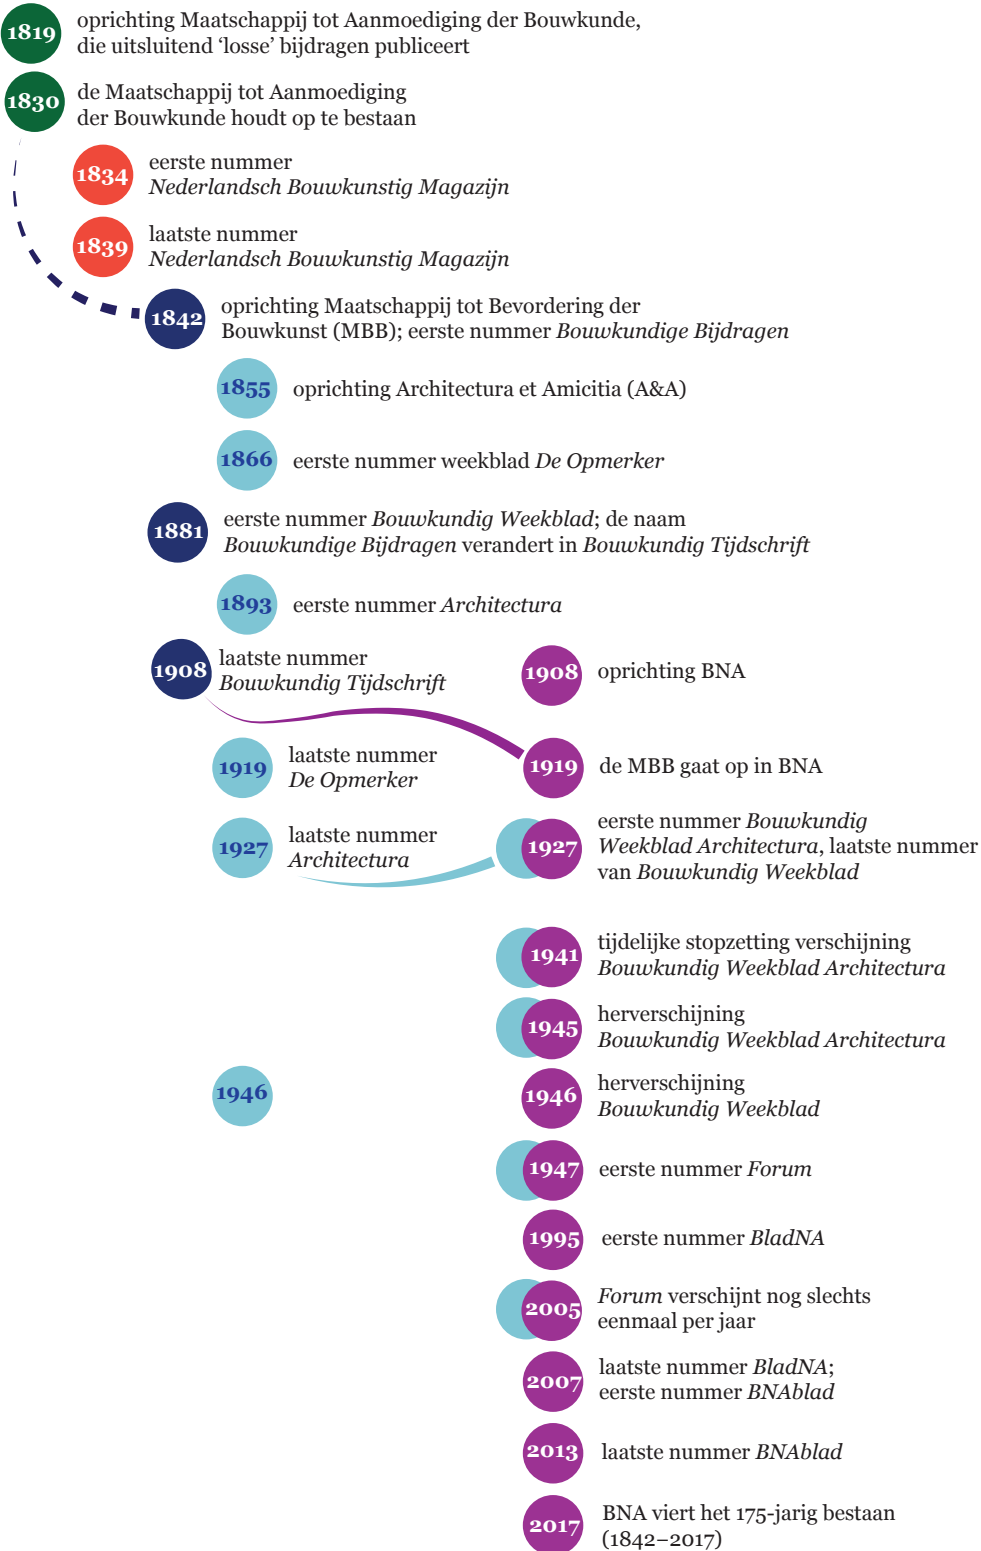 1819
oprichting Maatschappij tot Aanmoediging der Bouwkunde,
die uitsluitend ‘losse’ bijdragen publiceert
1830
de Maatschappij tot Aanmoediging
der Bouwkunde houdt op te bestaan
1834
eerste nummer
Nederlandsch Bouwkunstig Magazijn
1839
laatste nummer
Nederlandsch Bouwkunstig Magazijn
1842
oprichting Maatschappij tot Bevordering der
Bouwkunst (MBB); eerste nummer Bouwkundige Bijdragen
1855
oprichting Architectura et Amicitia (A&A)
1866
eerste nummer weekblad De Opmerker
1881
eerste nummer Bouwkundig Weekblad; de naam
Bouwkundige Bijdragen verandert in Bouwkundig Tijdschrift
1893
eerste nummer Architectura
1908
laatste nummer
Bouwkundig Tijdschrift
1908
oprichting BNA
1919
laatste nummer
De Opmerker
1919
de MBB gaat op in BNA
1927
laatste nummer
Architectura
1927
eerste nummer Bouwkundig
Weekblad Architectura, laatste nummer
van Bouwkundig Weekblad
1941
tijdelijke stopzetting verschijning
Bouwkundig Weekblad Architectura
1945
herverschijning
Bouwkundig Weekblad Architectura
1946
1946
herverschijning
Bouwkundig Weekblad
1947
eerste nummer Forum
1995
eerste nummer BladNA
2005
Forum verschijnt nog slechts
eenmaal per jaar
2007
laatste nummer BladNA;
eerste nummer BNAblad
2013
laatste nummer BNAblad
2017
BNA viert het 175-jarig bestaan
(1842–2017)